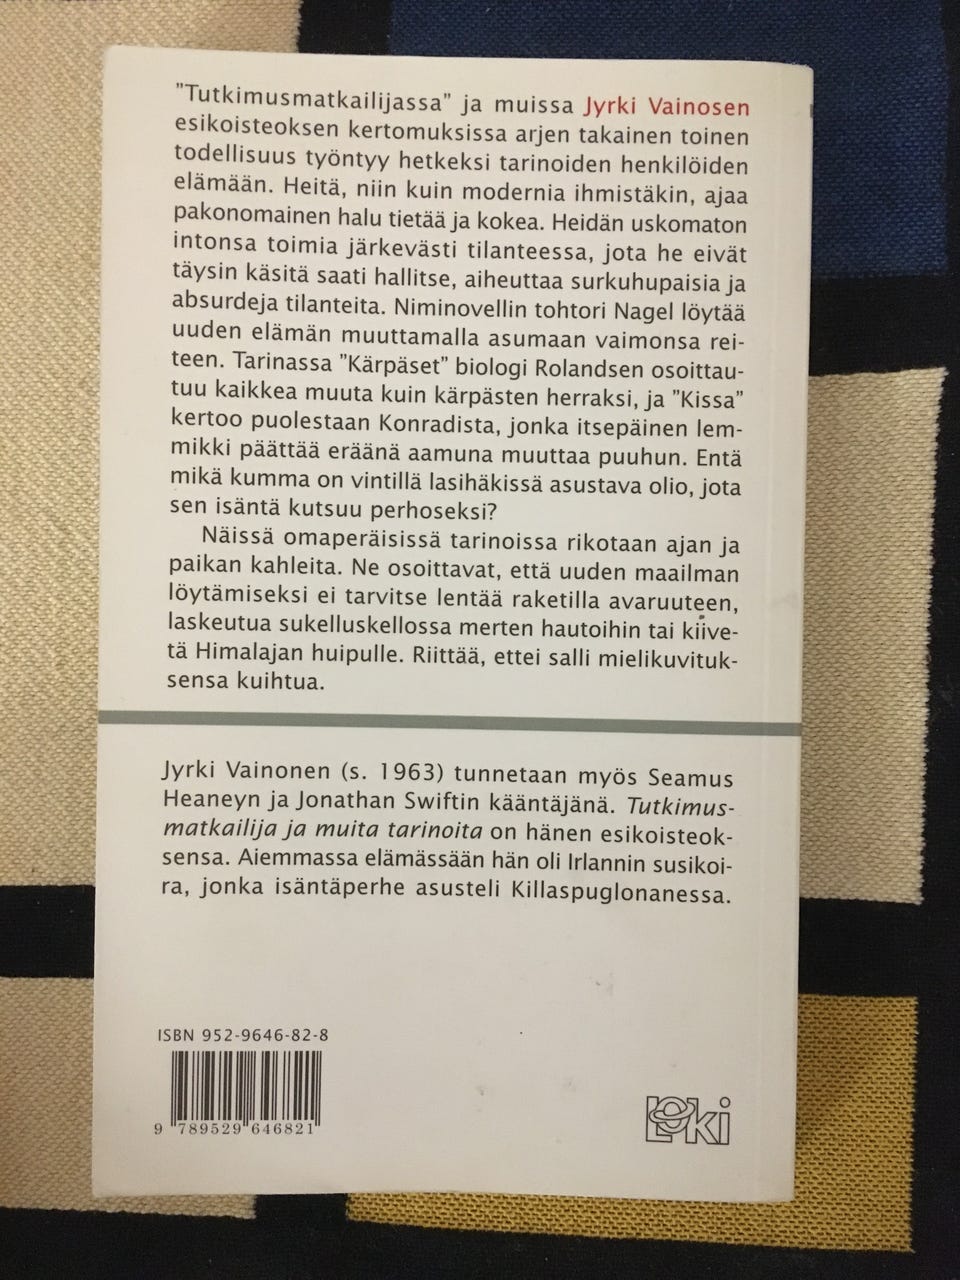 "Tutkimusmatkailijassa" ja muissa Jyrki Vainosen
esikoisteoksen kertomuksissa arjen takainen toinen
todellisuus työntyy hetkeksi tarinoiden henkilöiden
elämään. Heitä, niin kuin modernia ihmistäkin, ajaa
pakonomainen halu tietää ja kokea. Heidän uskomaton
intonsa toimia järkevästi tilanteessa, jota he eivät
täysin käsitä saati hallitse, aiheuttaa surkuhupaisia ja
absurdeja tilanteita. Niminovellin tohtori Nagel löytää
uuden elämän muuttamalla asumaan vaimonsa rei-
teen. Tarinassa "Kärpäset" biologi Rolandsen osoittau-
tuu kaikkea muuta kuin kärpästen herraksi, ja "Kissa"
kertoo puolestaan Konradista, jonka itsepäinen lem-
mikki päättää eräänä aamuna muuttaa puuhun. Entä
mikä kumma on vintillä lasihäkissä asustava olio, jota
sen isäntä kutsuu perhoseksi?
Näissä omaperäisissä tarinoissa rikotaan ajan ja
paikan kahleita. Ne osoittavat, että uuden maailman
löytämiseksi ei tarvitse lentää raketilla avaruuteen,
laskeutua sukelluskellossa merten hautoihin tai kiive-
tä Himalajan huipulle. Riittää, ettei salli mielikuvituk-
sensa kuihtua.
Jyrki Vainonen (s. 1963) tunnetaan myös Seamus
Heaneyn ja Jonathan Swiftin kääntäjänä. Tutkimus-
matkailija ja muita tarinoita on hänen esikoisteok-
sensa. Aiemmassa elämässään hän oli Irlannin susikoi-
ra, jonka isäntäperhe asusteli Killaspuglonanessa.
ISBN 952-9646-82-8
9 789529 646821
Loki